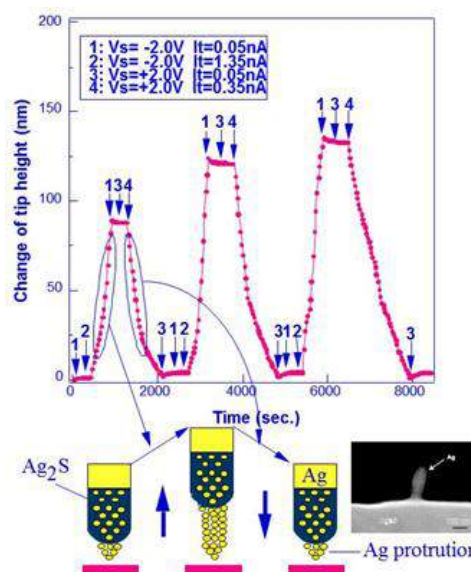 200
1: Vs= -2.0V It=0.05nA
2: Vs= -2.0V It=1.35nA
3: Vs=+2.0V It=0.05nA
4: Vs=+2.0V It=0.35nA
150
1 3 4
1 3 4
100
134
50
1 2
3 1 2
3 1 2
3
0
0 2000 4000 6000 8000
Change of tip height (nm)
Time (sec.)
Ag₂S
Ag
Ag
Ag protrution